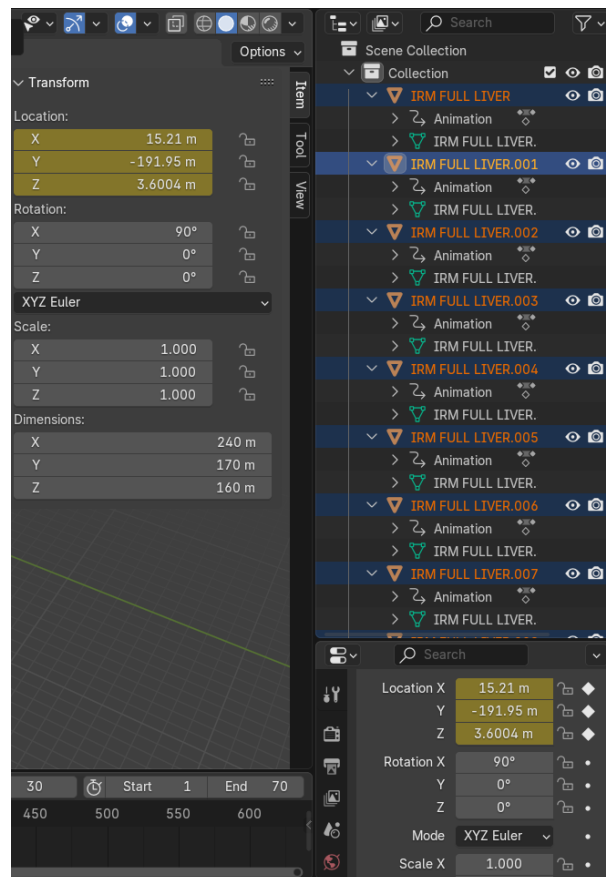 Search
Options
Scene Collection
Collection
Transform
Item
Tool
View
Location:
X 15.21 m
Y -191.95 m
Z 3.6004 m
Rotation:
X 90°
Y 0°
Z 0°
XYZ Euler
Scale:
X 1.000
Y 1.000
Z 1.000
Dimensions:
X 240 m
Y 170 m
Z 160 m
IRM FULL LIVER
Animation
IRM FULL LIVER.
IRM FULL LIVER.001
Animation
IRM FULL LIVER.
IRM FULL LIVER.002
Animation
IRM FULL LIVER.
IRM FULL LIVER.003
Animation
IRM FULL LIVER.
IRM FULL LIVER.004
Animation
IRM FULL LIVER.
IRM FULL LIVER.005
Animation
IRM FULL LIVER.
IRM FULL LIVER.006
Animation
IRM FULL LIVER.
IRM FULL LIVER.007
Animation
IRM FULL LIVER.
Search
Location X 15.21 m
Y -191.95 m
Z 3.6004 m
Rotation X 90°
Y 0°
Z 0°
Mode XYZ Euler
Scale X 1.000
30 Start 1 End 70
450 500 550 600